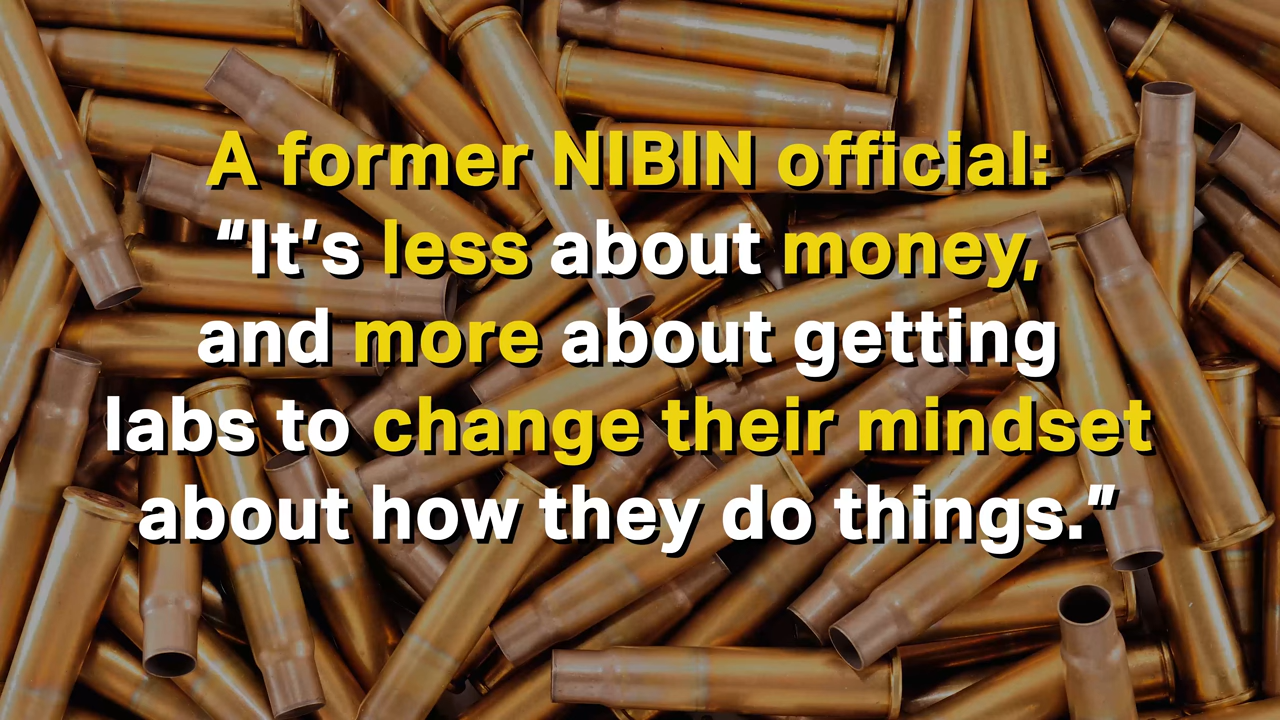 A former NIBIN official:
“It’s less about money,
and more about getting
labs to change their mindset
about how they do things.”